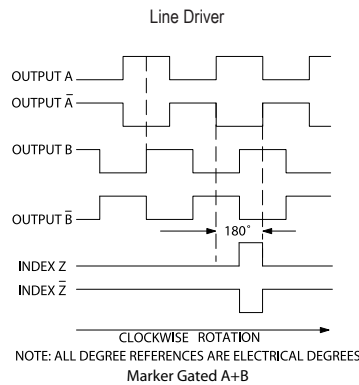 Line Driver
OUTPUT A
OUTPUT A̅
OUTPUT B
OUTPUT B̅
180°
INDEX Z
INDEX Z̅
CLOCKWISE ROTATION
NOTE: ALL DEGREE REFERENCES ARE ELECTRICAL DEGREES
Marker Gated A+B